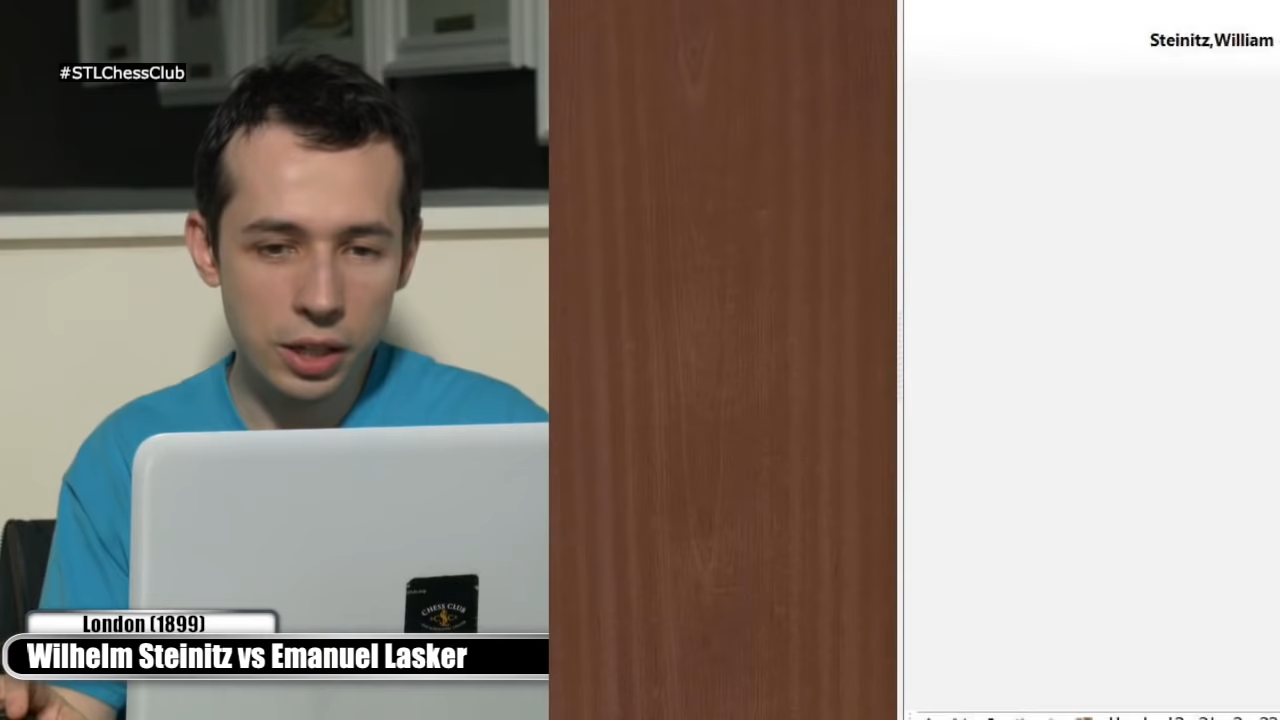 #STLChessClub
Steinitz,William
CHESS CLUB
London (1899)
Wilhelm Steinitz vs Emanuel Lasker